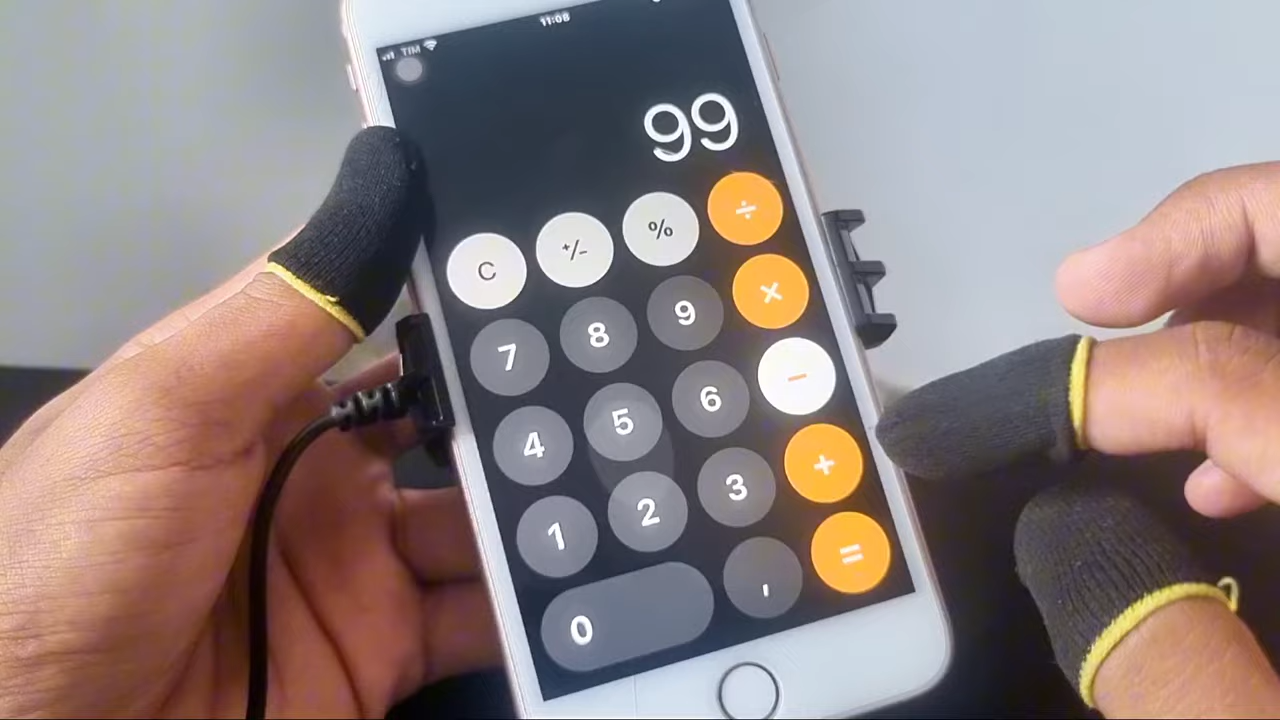 11:08
TIM
99
C +/- % ÷
7 8 9 ×
4 5 6 −
1 2 3 +
0 , =